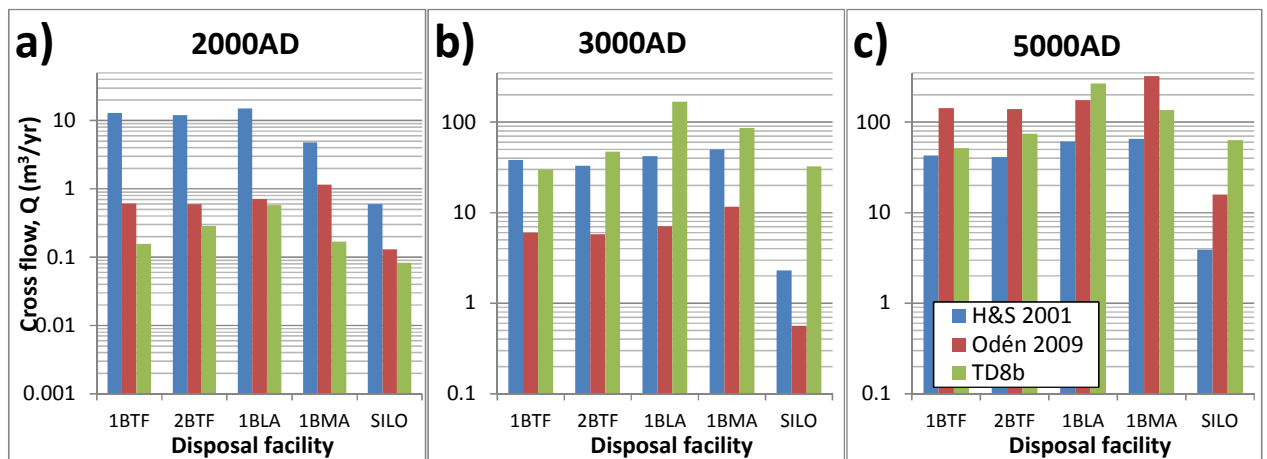 a) 2000AD
Cross flow, Q (m³/yr)
10
1
0.1
0.01
0.001
1BTF 2BTF 1BLA 1BMA SILO
Disposal facility
b) 3000AD
100
10
1
0.1
1BTF 2BTF 1BLA 1BMA SILO
Disposal facility
c) 5000AD
100
10
1
0.1
H&S 2001
Odén 2009
TD8b
1BTF 2BTF 1BLA 1BMA SILO
Disposal facility